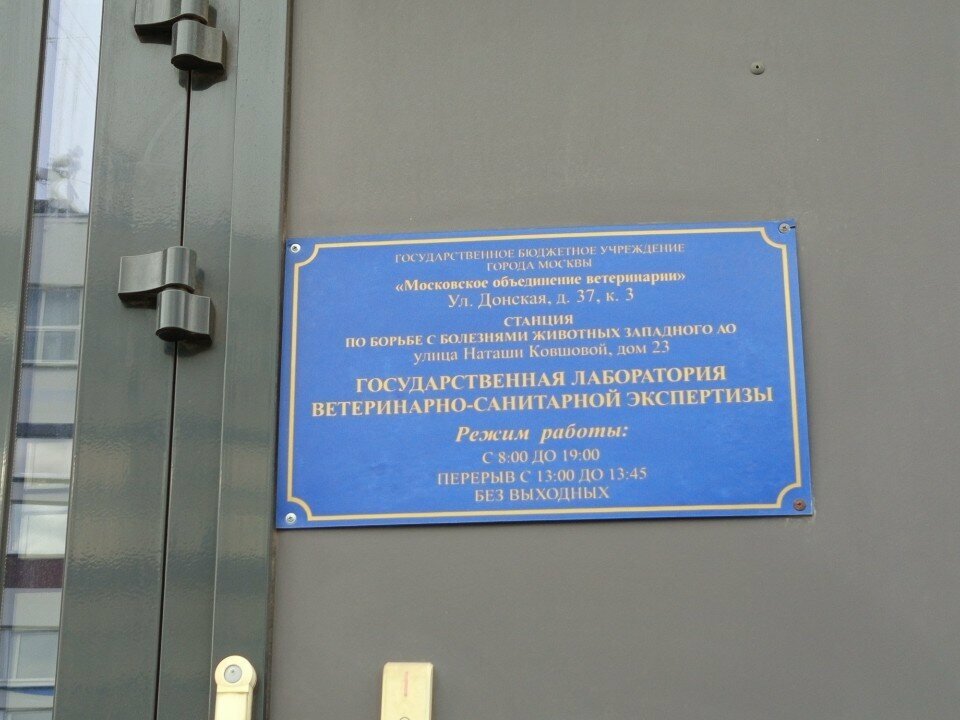 ГОСУДАРСТВЕННОЕ БЮДЖЕТНОЕ УЧРЕЖДЕНИЕ
ГОРОДА МОСКВЫ
«Московское объединение ветеринарии»
Ул. Донская, д. 37, к. 3
СТАНЦИЯ
ПО БОРЬБЕ С БОЛЕЗНЯМИ ЖИВОТНЫХ ЗАПАДНОГО АО
улица Наташи Ковшовой, дом 23
ГОСУДАРСТВЕННАЯ ЛАБОРАТОРИЯ
ВЕТЕРИНАРНО-САНИТАРНОЙ ЭКСПЕРТИЗЫ
Режим работы:
С 8:00 ДО 19:00
ПЕРЕРЫВ С 13:00 ДО 13:45
БЕЗ ВЫХОДНЫХ